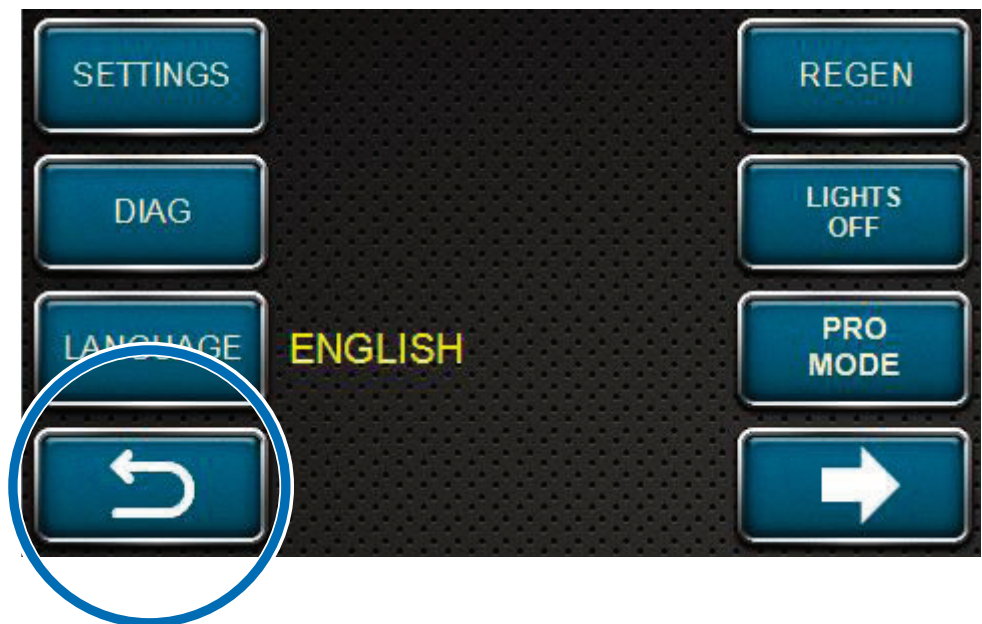 SETTINGS
REGEN
DIAG
LIGHTS
OFF
LANGUAGE
ENGLISH
PRO
MODE